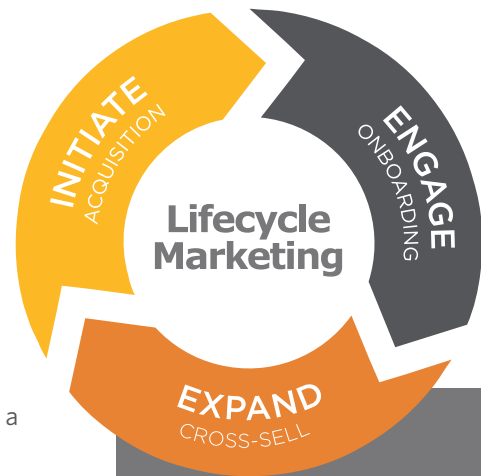 INITIATE
ACQUISITION
ENGAGE
ONBOARDING
Lifecycle
Marketing
EXPAND
CROSS-SELL
a